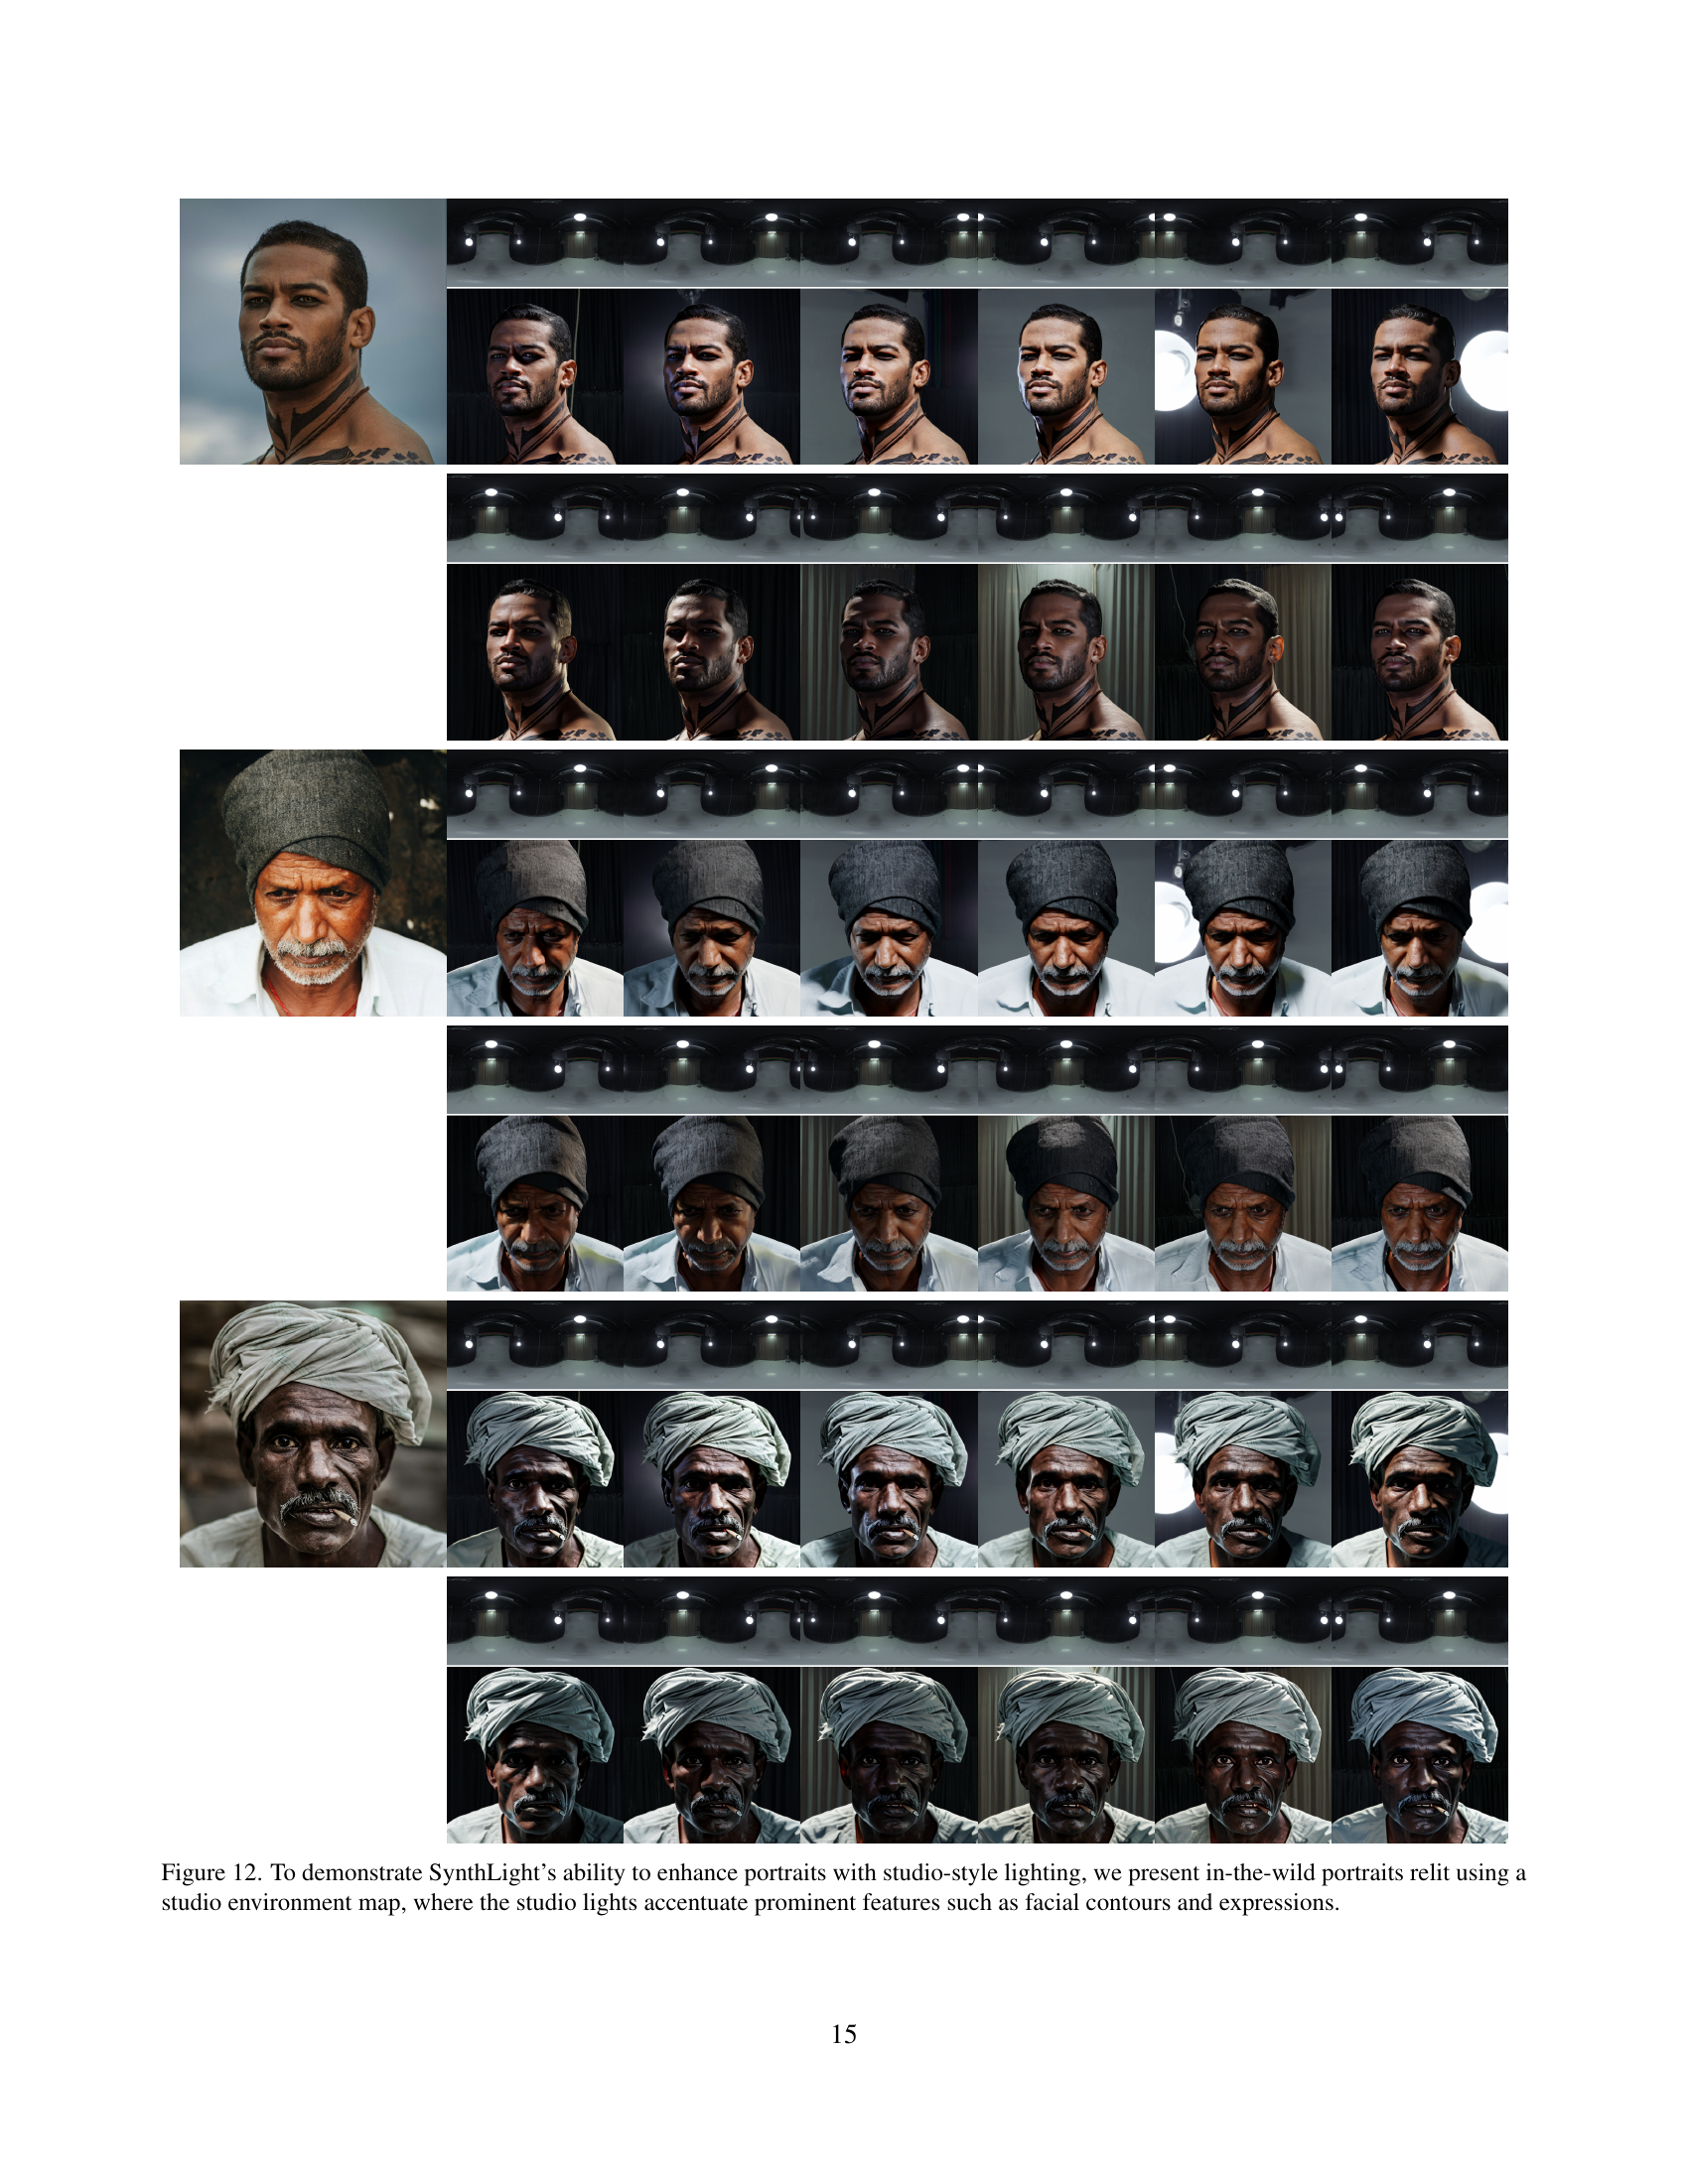 Figure 12. To demonstrate SynthLight's ability to enhance portraits with studio-style lighting, we present in-the-wild portraits relit using a
studio environment map, where the studio lights accentuate prominent features such as facial contours and expressions.
15